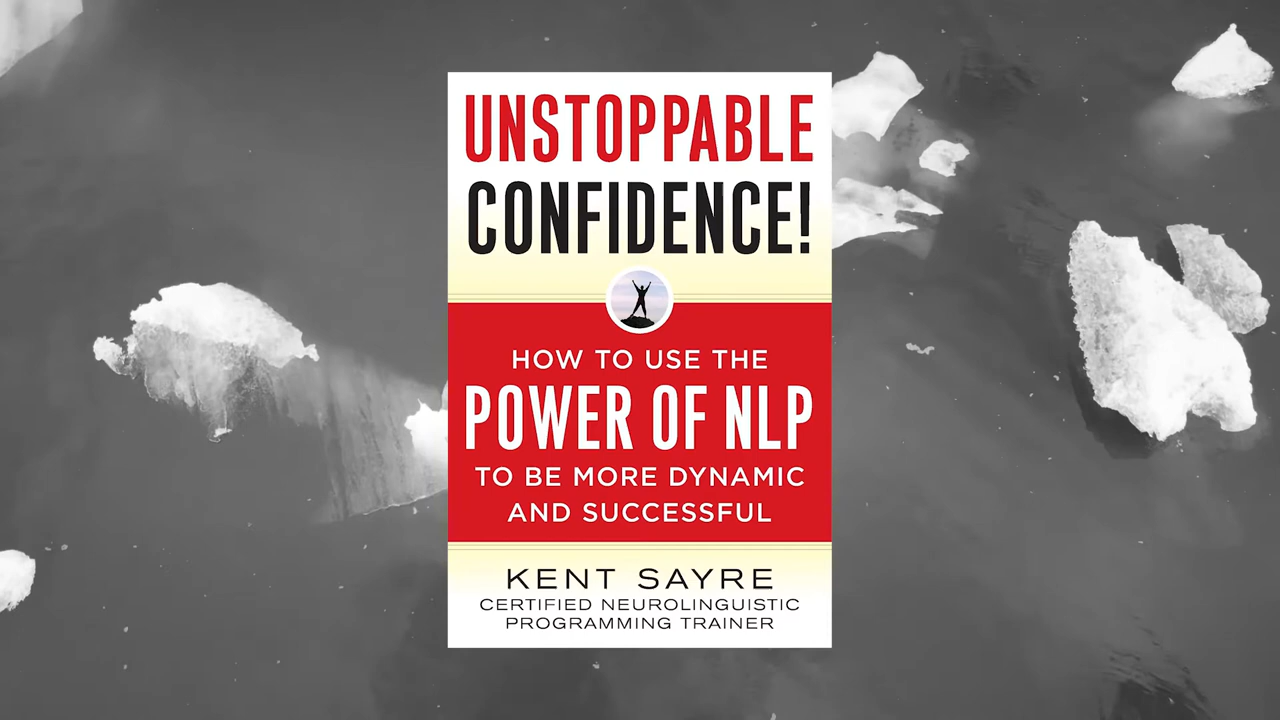 UNSTOPPABLE
CONFIDENCE!
HOW TO USE THE
POWER OF NLP
TO BE MORE DYNAMIC
AND SUCCESSFUL
KENT SAYRE
CERTIFIED NEUROLINGUISTIC
PROGRAMMING TRAINER